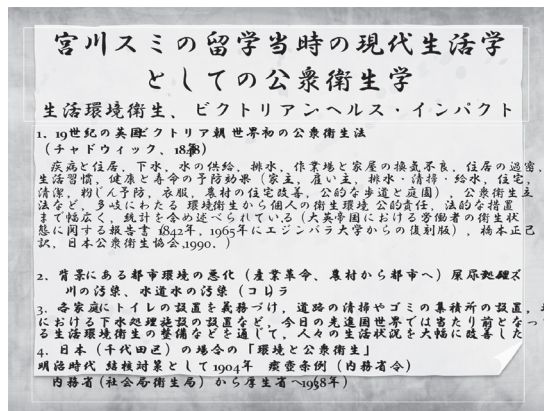 宮川スミの留学当時の現代生活学
としての公衆衛生学
生活環境衛生、ビクトリアンヘルス・インパクト
1、19世紀の英国ビクトリア朝 世界初の公衆衛生法
（チャドウィック、
疾病と住居、下水、水の供給、排水、作業場と家屋の換気不良、住居の過密、
生活習慣、健康と寿命の予防効果（家主、雇い主、排水・清掃・給水、住宅、
清潔、粉じん予防、衣服、農村の住宅改善、公的な歩道と庭園）、公衆衛生立
法など、多岐にわたる 環境衛生から個人の衛生環境 公的責任、法的な措置
まで幅広く、統計を含め述べられている（大英帝国における労働者の衛生状
態に関する報告書 1842年、1965年にエジンバラ大学からの復刻版）、橋本正己
訳、日本公衆衛生協会,1990.）
2、背景にある都市環境の悪化（産業革命、農村から都市へ）屎尿処理
川の汚染、水道水の汚染（コレラ
3、各家庭にトイレの設置を義務づけ、道路の清掃やゴミの集積所の設置、
における下水処理施設の設置など、今日の先進国世界では当たり前となっ
る生活環境衛生の整備などを通して、人々の生活状況を大幅に改善した
4、日本（千代田区）の場合の「環境と公衆衛生」
明治時代 結核対策として1904年 痰壺条例（内務省令）
内務省（社会局衛生局）から厚生省へ1938年）